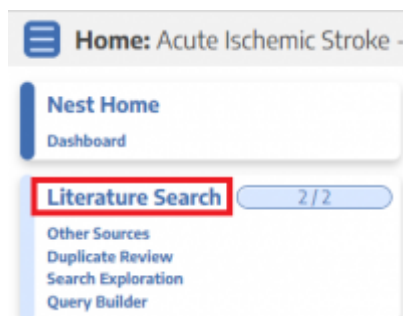 Home: Acute Ischemic Stroke -
Nest Home
Dashboard
Literature Search 2 / 2
Other Sources
Duplicate Review
Search Exploration
Query Builder